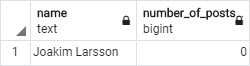 name number_of_posts
text bigint
1 Joakim Larsson 0